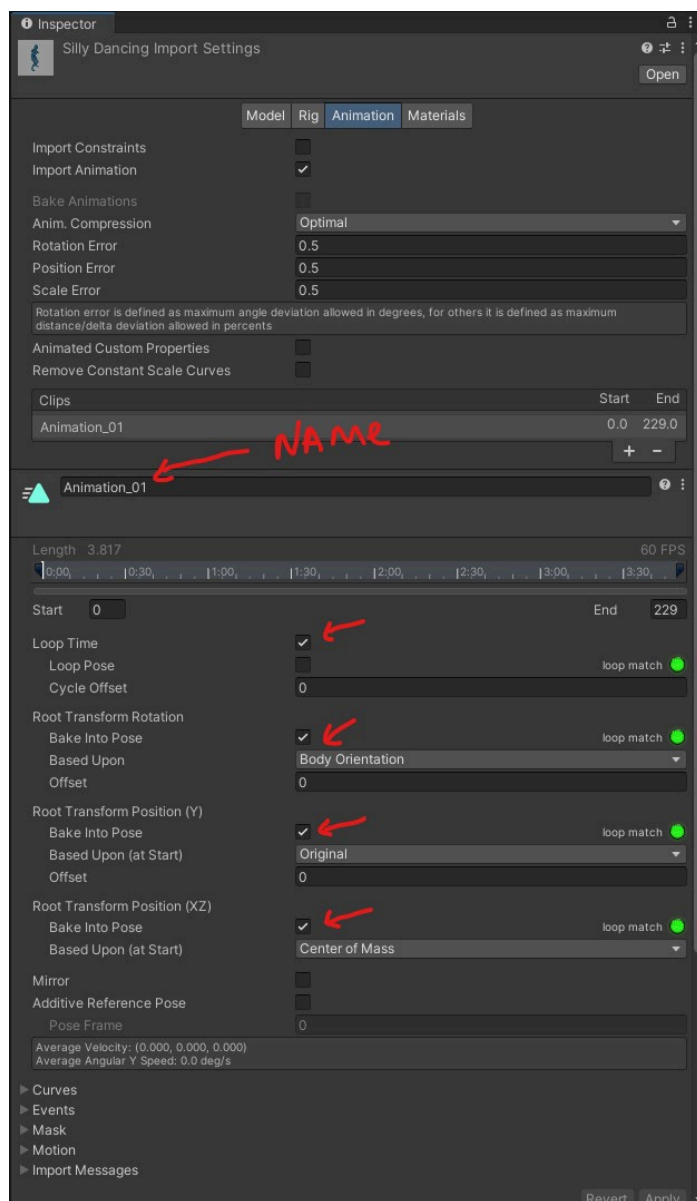 Inspector
Silly Dancing Import Settings
Open
Model Rig Animation Materials
Import Constraints
Import Animation
Bake Animations
Anim. Compression Optimal
Rotation Error 0.5
Position Error 0.5
Scale Error 0.5
Rotation error is defined as maximum angle deviation allowed in degrees, for others it is defined as maximum
distance/delta deviation allowed in percents
Animated Custom Properties
Remove Constant Scale Curves
Clips Start End
Animation_01 0.0 229.0
+ -
NAMe
Animation_01
Length 3.817 60 FPS
0:00 0:30 1:00 1:30 2:00 2:30 3:00 3:30
Start 0 End 229
Loop Time
Loop Pose loop match
Cycle Offset 0
Root Transform Rotation
Bake Into Pose loop match
Based Upon Body Orientation
Offset 0
Root Transform Position (Y)
Bake Into Pose loop match
Based Upon (at Start) Original
Offset 0
Root Transform Position (XZ)
Bake Into Pose loop match
Based Upon (at Start) Center of Mass
Mirror
Additive Reference Pose
Pose Frame 0
Average Velocity: (0.000, 0.000, 0.000)
Average Angular Y Speed: 0.0 deg/s
Curves
Events
Mask
Motion
Import Messages
Revert Apply